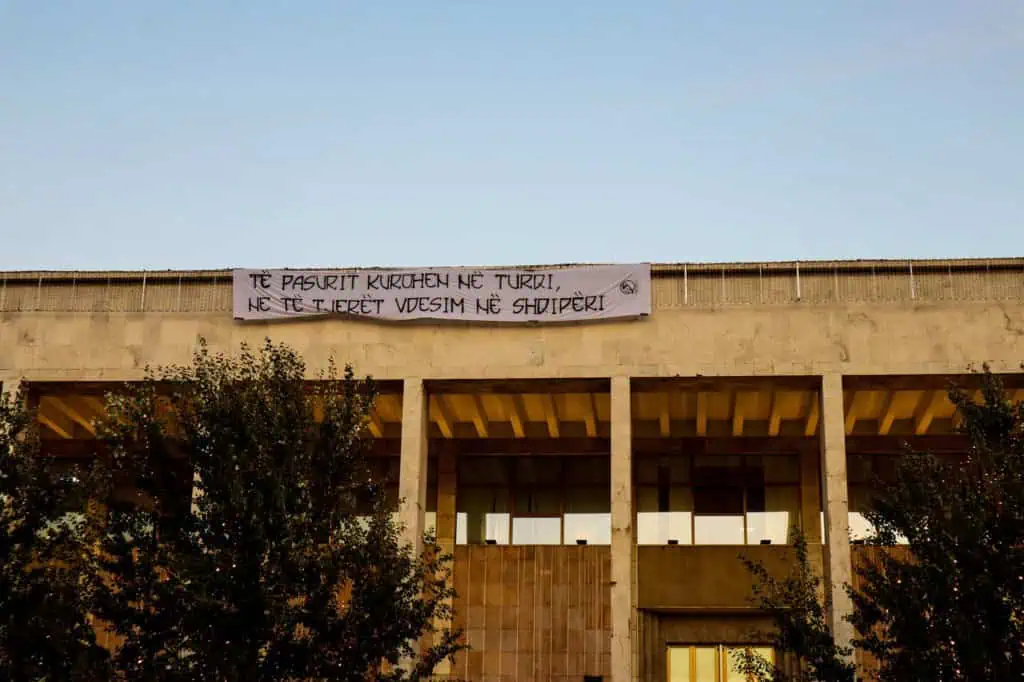 TË PASURIT KUROHEN NË TURQI,
NE TË TJERËT VDESIM NË SHQIPËRI